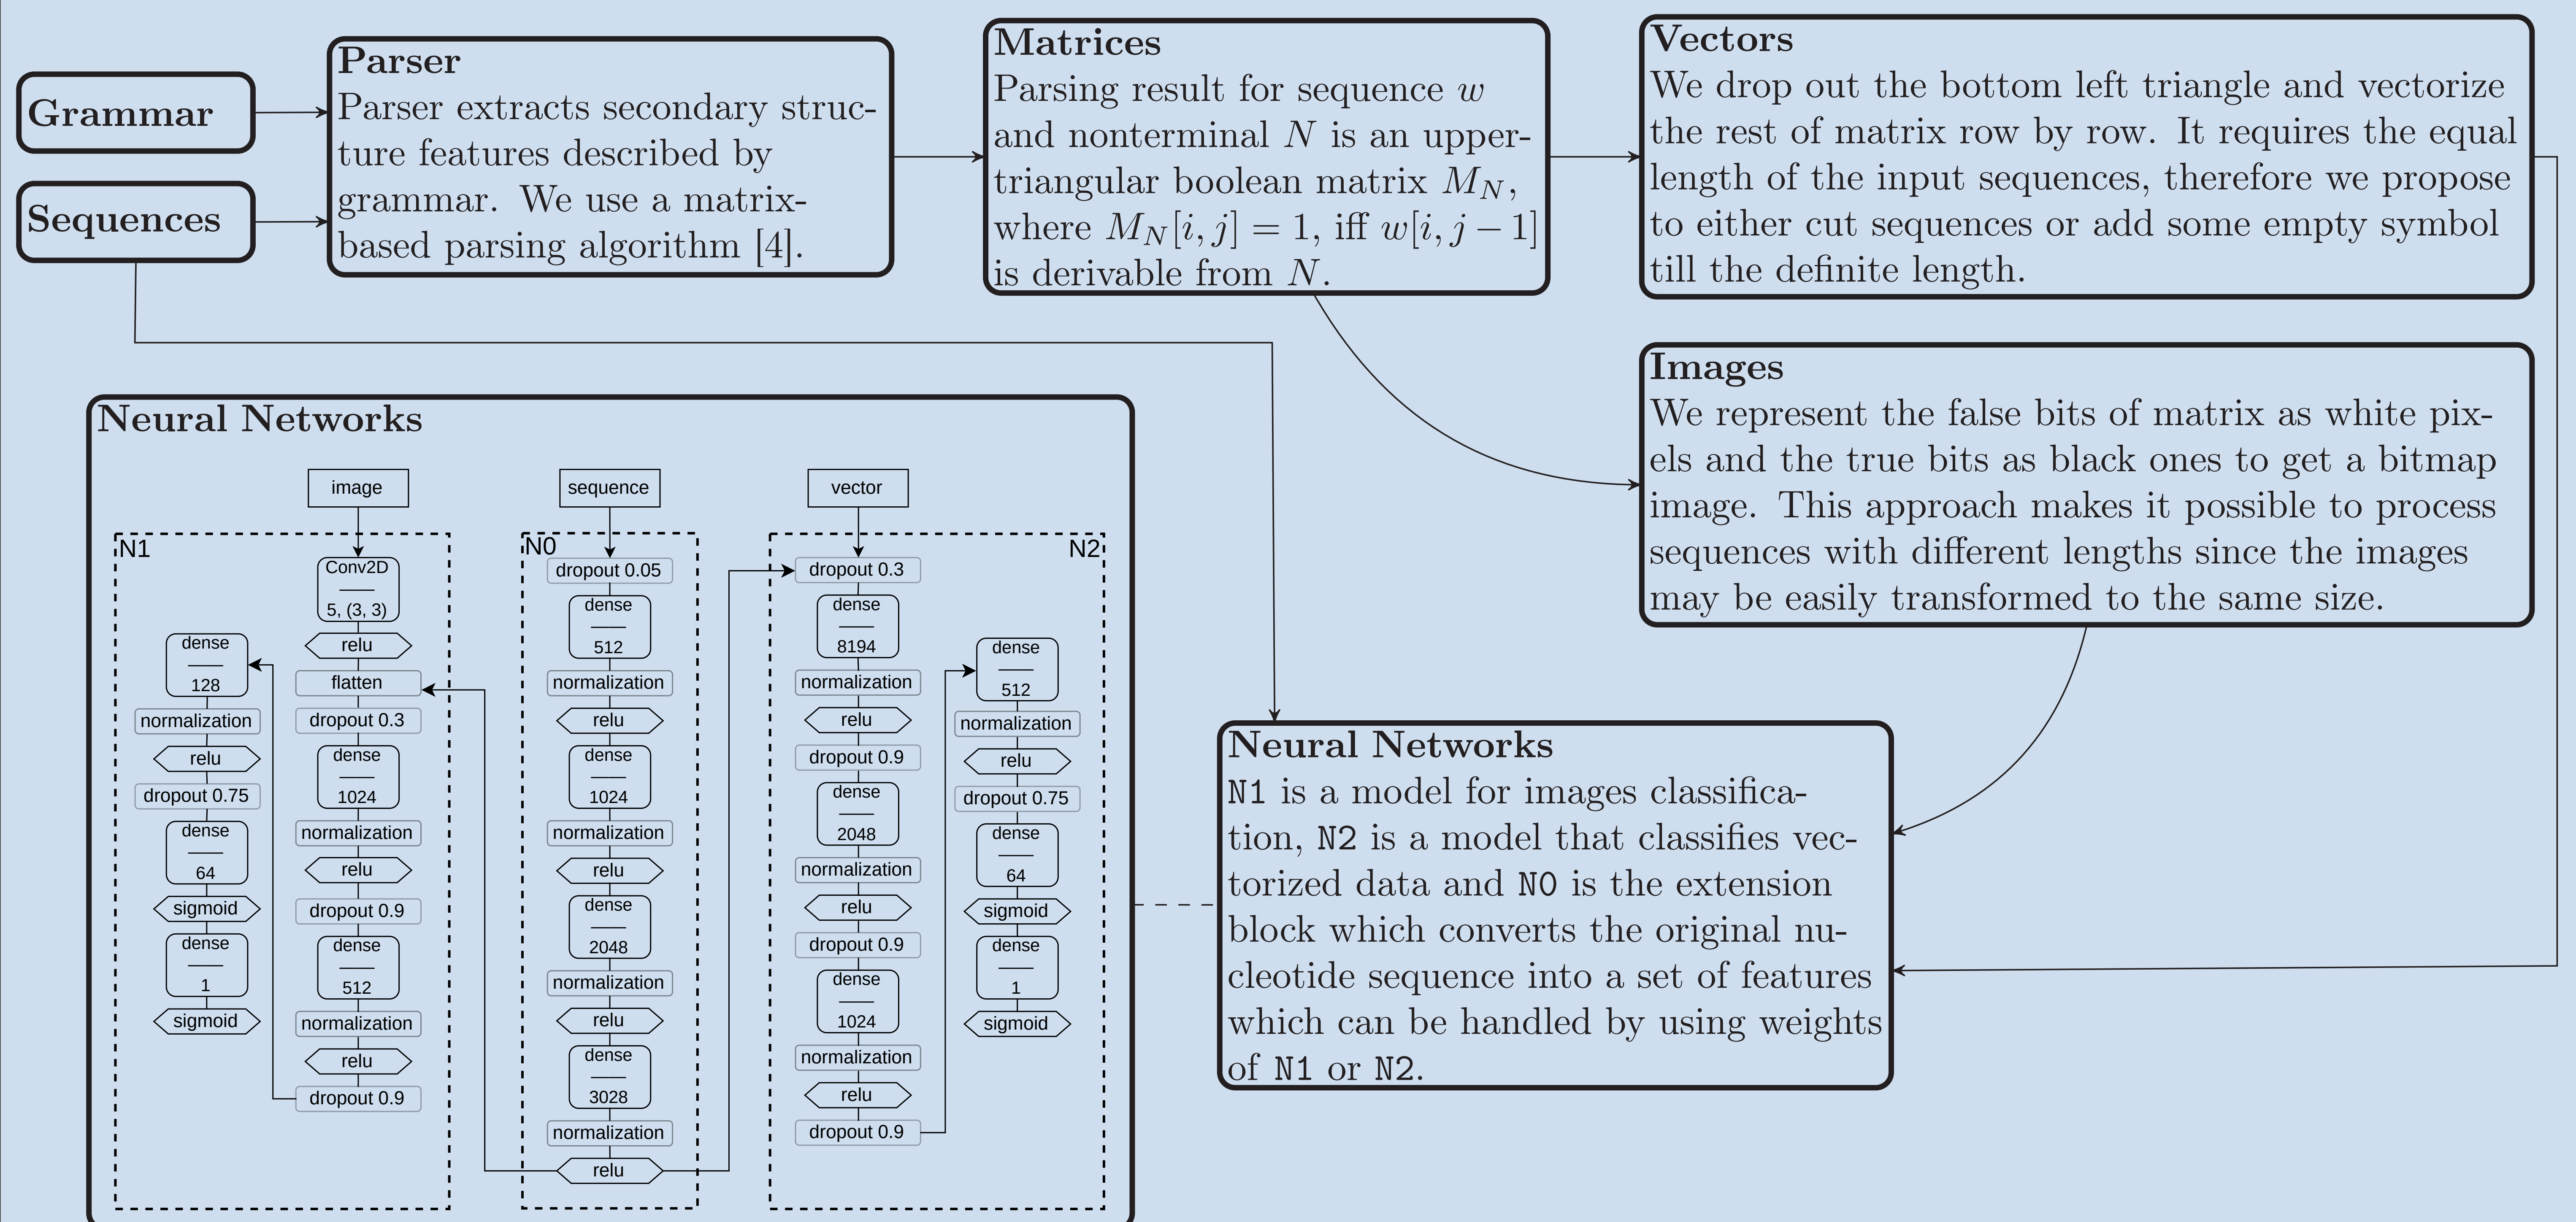 Grammar
Sequences
Parser
Parser extracts secondary struc-
ture features described by
grammar. We use a matrix-
based parsing algorithm [4].
Matrices
Parsing result for sequence w
and nonterminal N is an upper-
triangular boolean matrix M_N,
where M_N[i, j] = 1, iff w[i, j − 1]
is derivable from N.
Vectors
We drop out the bottom left triangle and vectorize
the rest of matrix row by row. It requires the equal
length of the input sequences, therefore we propose
to either cut sequences or add some empty symbol
till the definite length.
Images
We represent the false bits of matrix as white pix-
els and the true bits as black ones to get a bitmap
image. This approach makes it possible to process
sequences with different lengths since the images
may be easily transformed to the same size.
Neural Networks
image
N1
Conv2D
5, (3, 3)
relu
flatten
dropout 0.3
dense
1024
normalization
relu
dropout 0.9
dense
512
normalization
relu
dropout 0.9
dense
128
normalization
relu
dropout 0.75
dense
64
sigmoid
dense
1
sigmoid
sequence
N0
dropout 0.05
dense
512
normalization
relu
dense
1024
normalization
relu
dense
2048
normalization
relu
dense
3028
normalization
relu
vector
N2
dropout 0.3
dense
8194
normalization
relu
dropout 0.9
dense
2048
normalization
relu
dropout 0.9
dense
1024
normalization
relu
dropout 0.9
dense
512
normalization
relu
dropout 0.75
dense
64
sigmoid
dense
1
sigmoid
Neural Networks
N1 is a model for images classifica-
tion, N2 is a model that classifies vec-
torized data and N0 is the extension
block which converts the original nu-
cleotide sequence into a set of features
which can be handled by using weights
of N1 or N2.